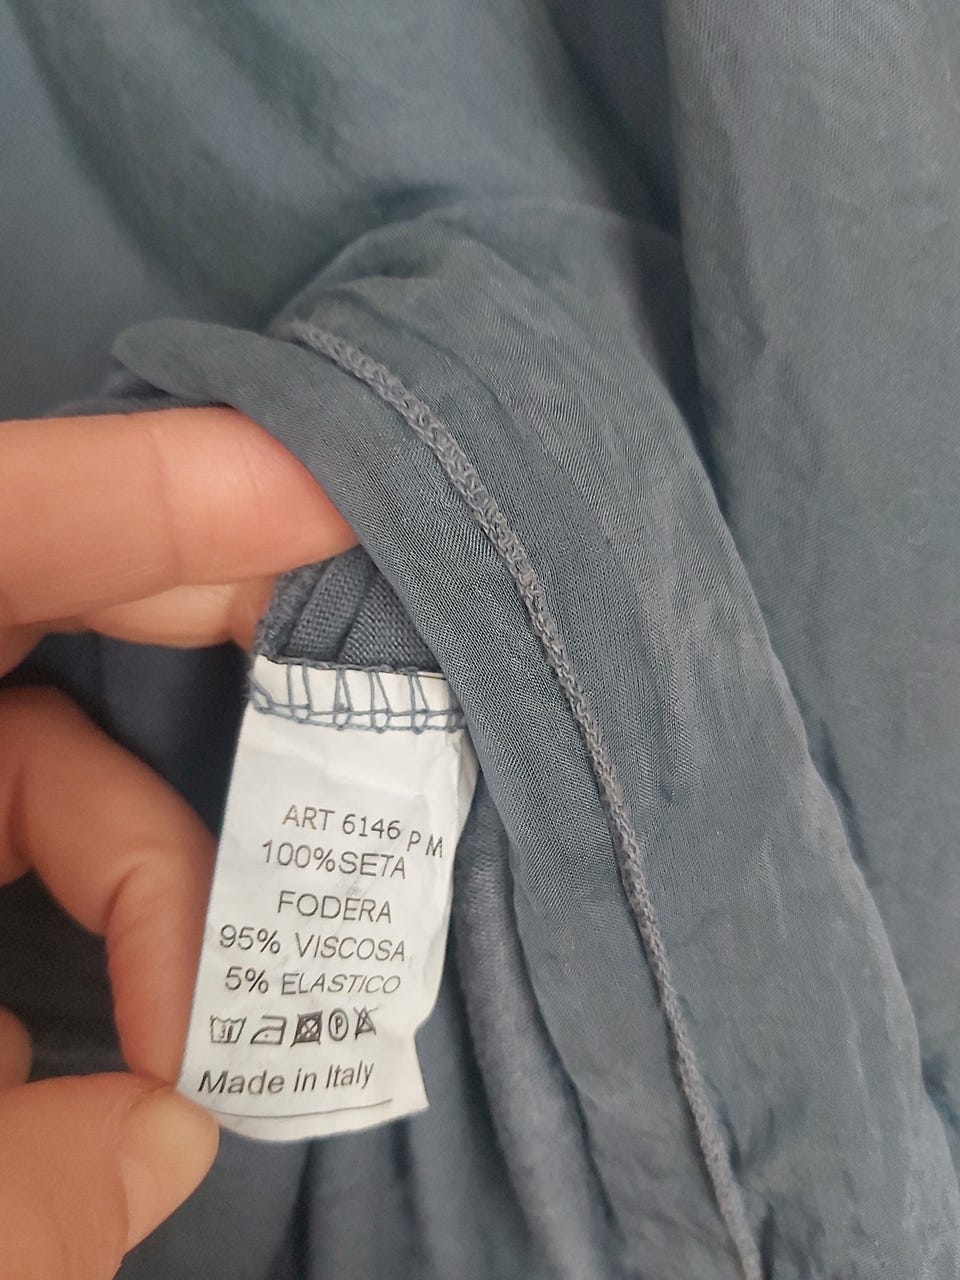 ART 6146 P M
100%SETA
FODERA
95% VISCOSA
5% ELASTICO
Made in Italy